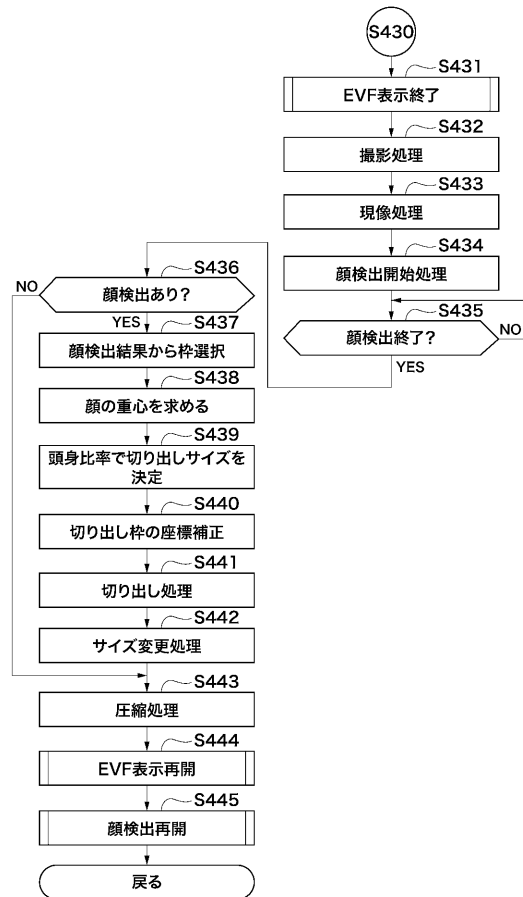 S430
S431
EVF表示終了
S432
撮影処理
S433
現像処理
S434
顔検出開始処理
S435
顔検出終了?
NO
YES
S436
NO
顔検出あり?
YES
S437
顔検出結果から枠選択
S438
顔の重心を求める
S439
頭身比率で切り出しサイズを
決定
S440
切り出し枠の座標補正
S441
切り出し処理
S442
サイズ変更処理
S443
圧縮処理
S444
EVF表示再開
S445
顔検出再開
戻る